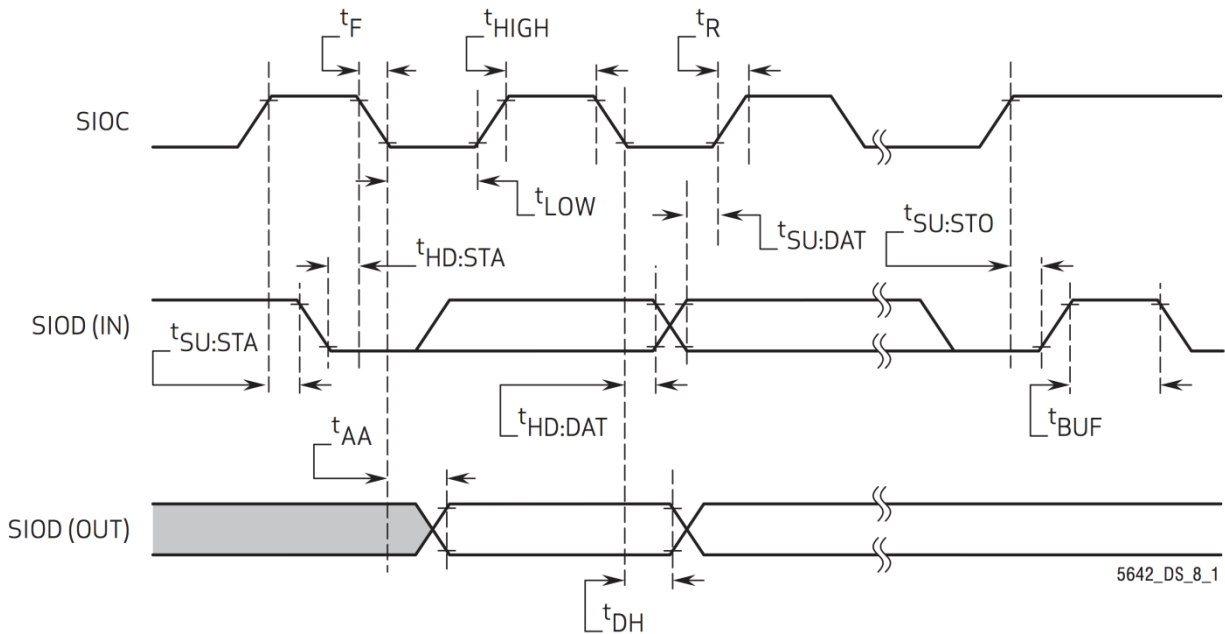 tF
tHIGH
tR
SIOC
tLOW
tSU:DAT
tSU:STO
tHD:STA
SIOD (IN)
tSU:STA
tHD:DAT
tBUF
tAA
SIOD (OUT)
5642_DS_8_1
tDH